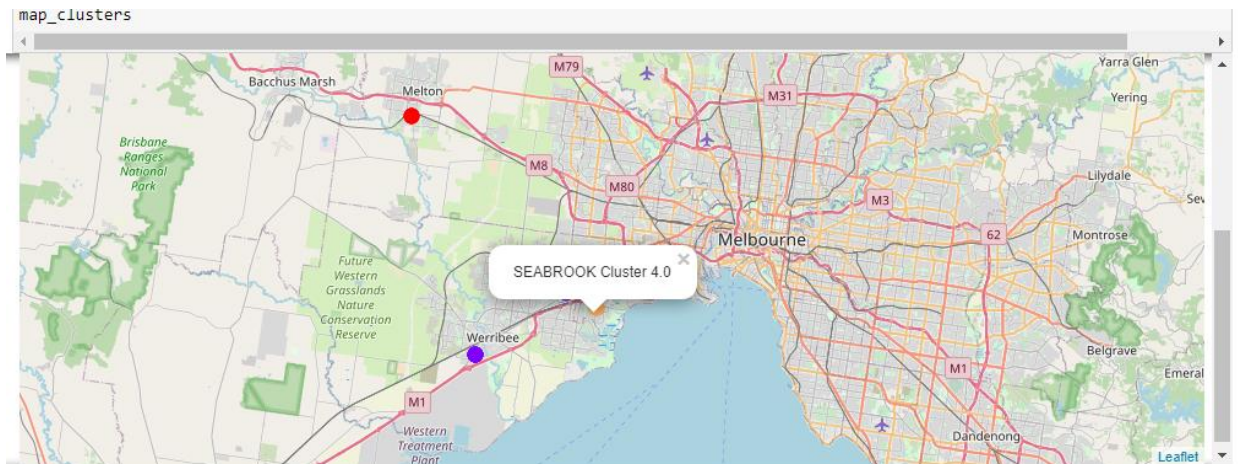 map_clusters
M79
Yarra Glen
Bacchus Marsh
Melton
M31
Yering
Brisbane
Ranges
National
Park
M8
M80
Lilydale
M3
Sev
62
Montrose
Melbourne
Future
Western
Grasslands
Nature
Conservation
Reserve
SEABROOK Cluster 4.0 ×
Werribee
Belgrave
M1
Emeral
M1
Western
Treatment
Plant
Dandenong
Leaflet